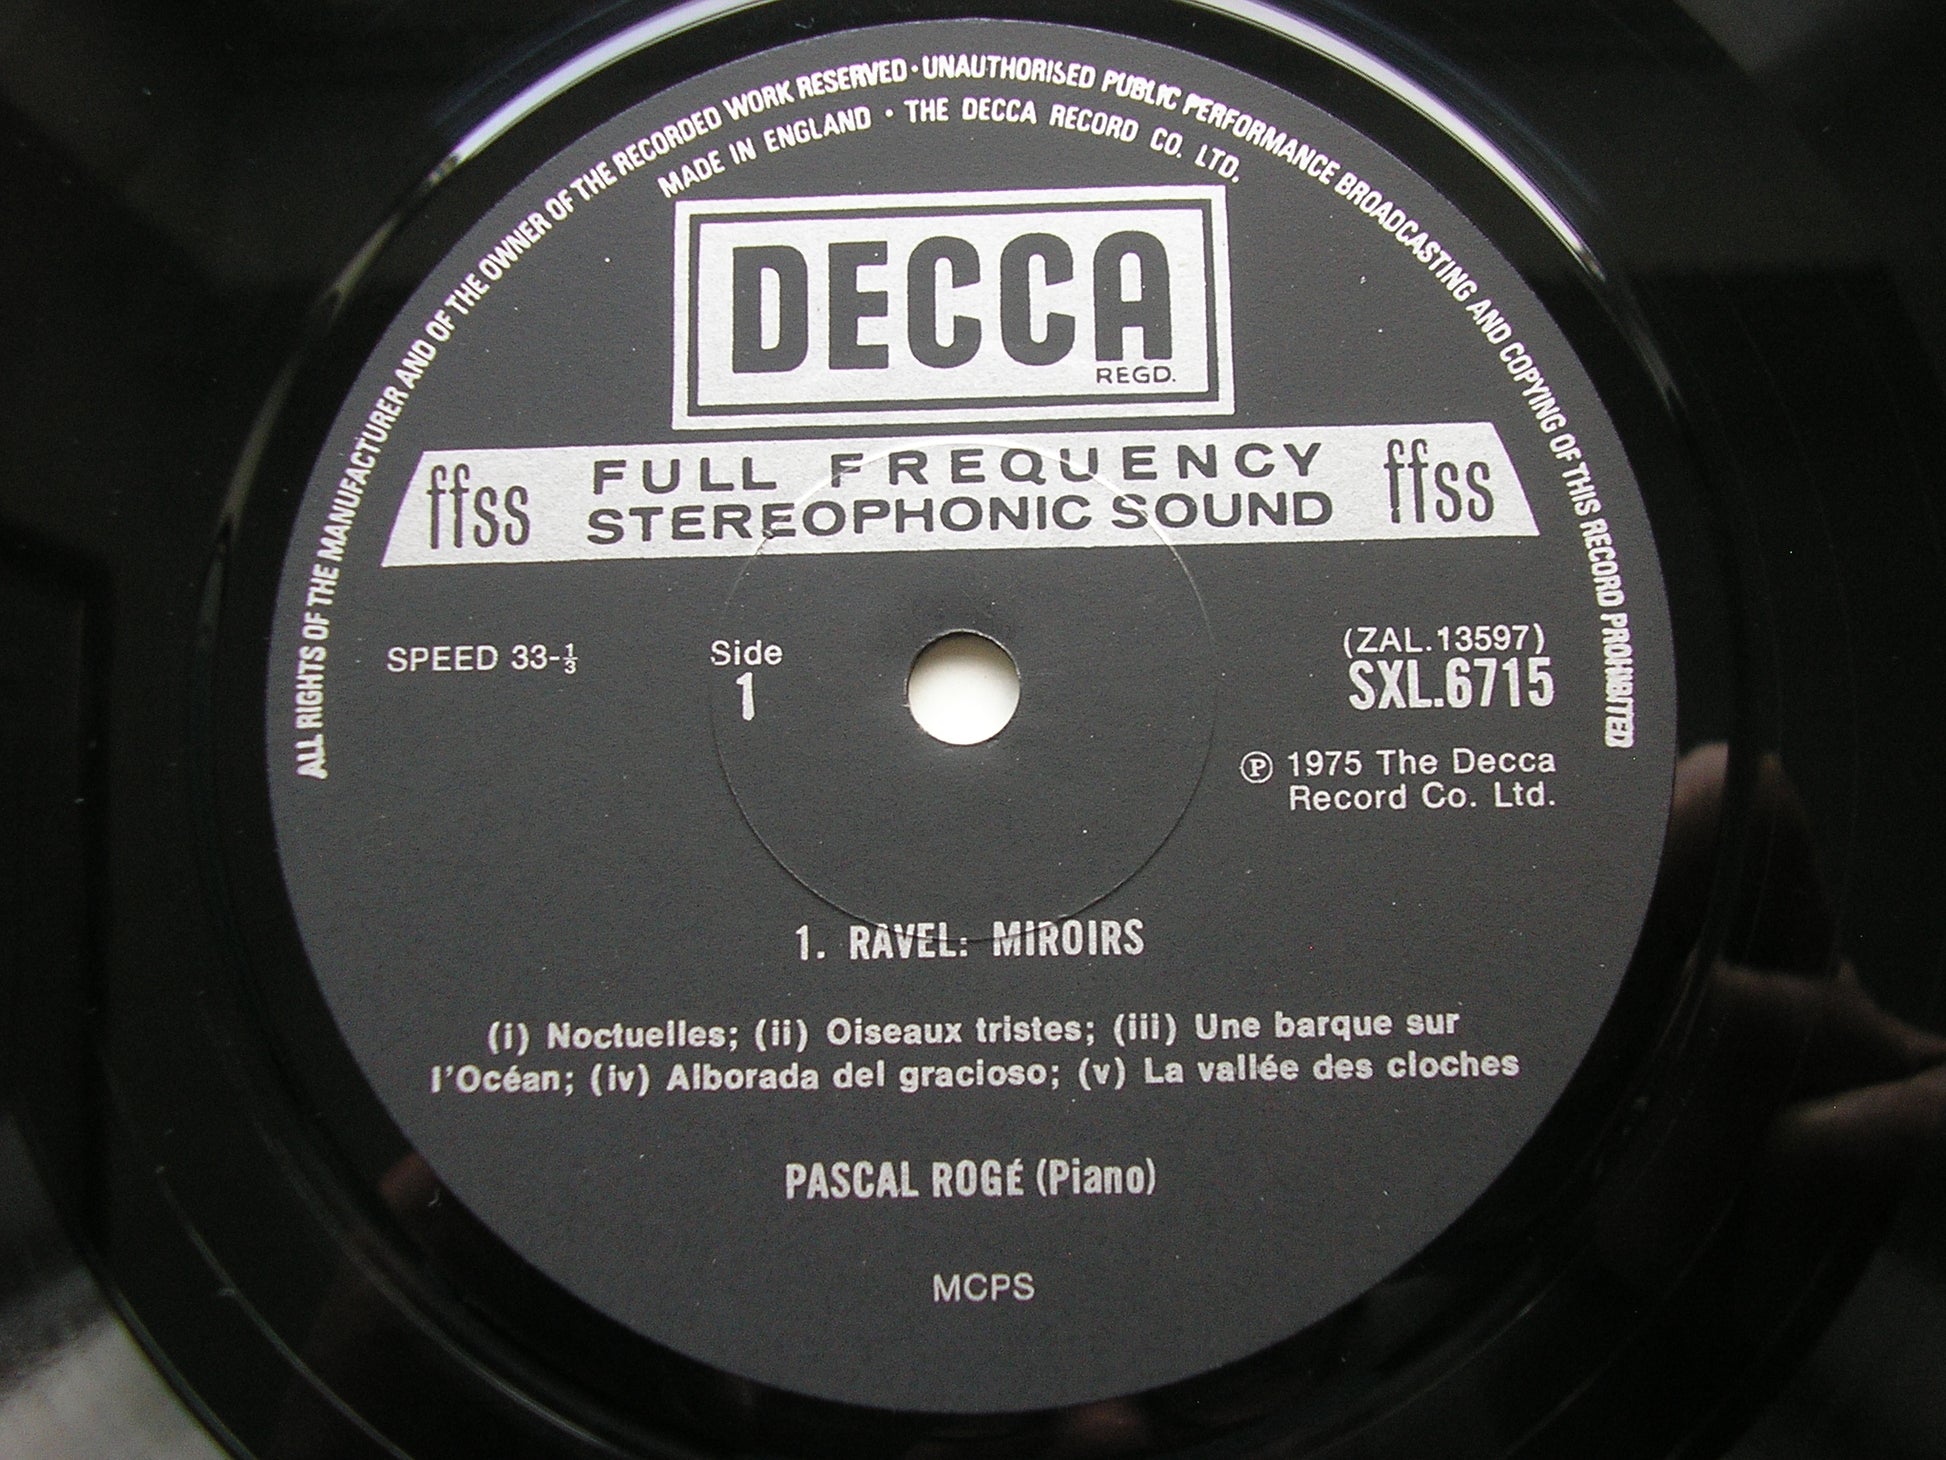 ALL RIGHTS OF THE MANUFACTURER AND OF THE OWNER OF THE RECORDED WORK RESERVED · UNAUTHORISED PUBLIC PERFORMANCE BROADCASTING AND COPYING OF THIS RECORD PROHIBITED
MADE IN ENGLAND · THE DECCA RECORD CO. LTD.
DECCA
REGD.
ffss FULL FREQUENCY ffss
STEREOPHONIC SOUND
SPEED 33-⅓ Side (ZAL.13597)
1 SXL.6715
℗ 1975 The Decca
Record Co. Ltd.
1. RAVEL: MIROIRS
(i) Noctuelles; (ii) Oiseaux tristes; (iii) Une barque sur
l'Océan; (iv) Alborada del gracioso; (v) La vallée des cloches
PASCAL ROGÉ (Piano)
MCPS